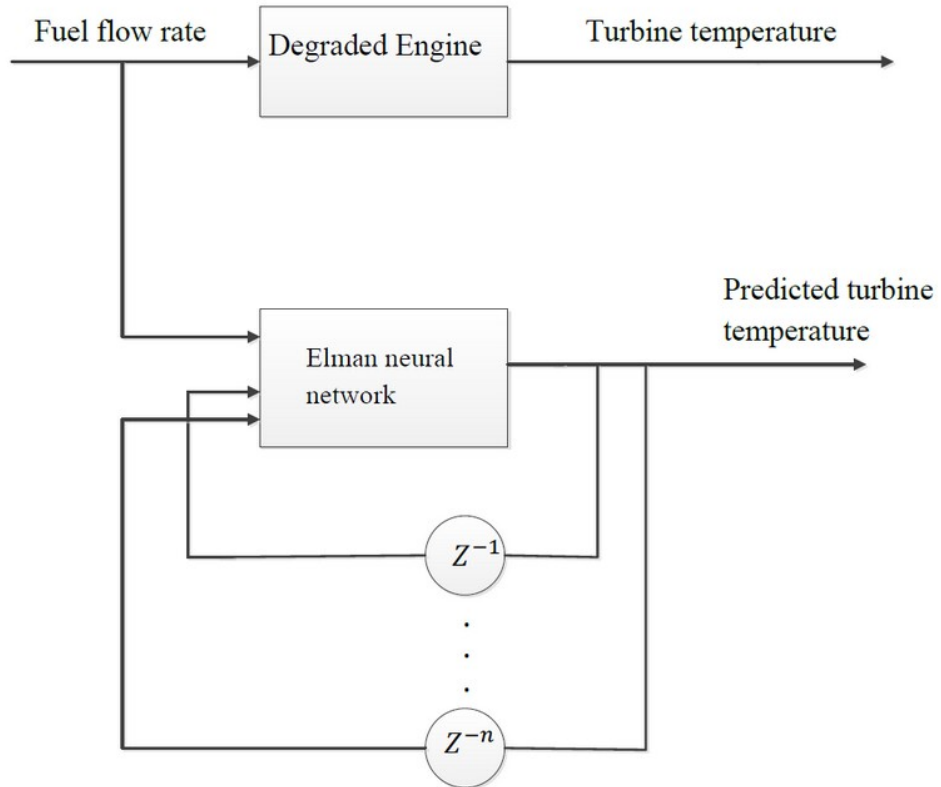 Fuel flow rate
Degraded Engine
Turbine temperature
Predicted turbine
temperature
Elman neural
network
Z⁻¹
.
.
.
Z⁻ⁿ